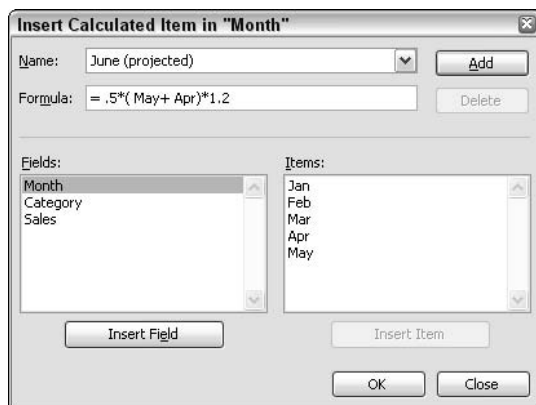 Insert Calculated Item in "Month"
Name: June (projected) Add
Formula: = .5*( May+ Apr)*1.2 Delete
Fields: Items:
Month Jan
Category Feb
Sales Mar
Apr
May
Insert Field Insert Item
OK Close